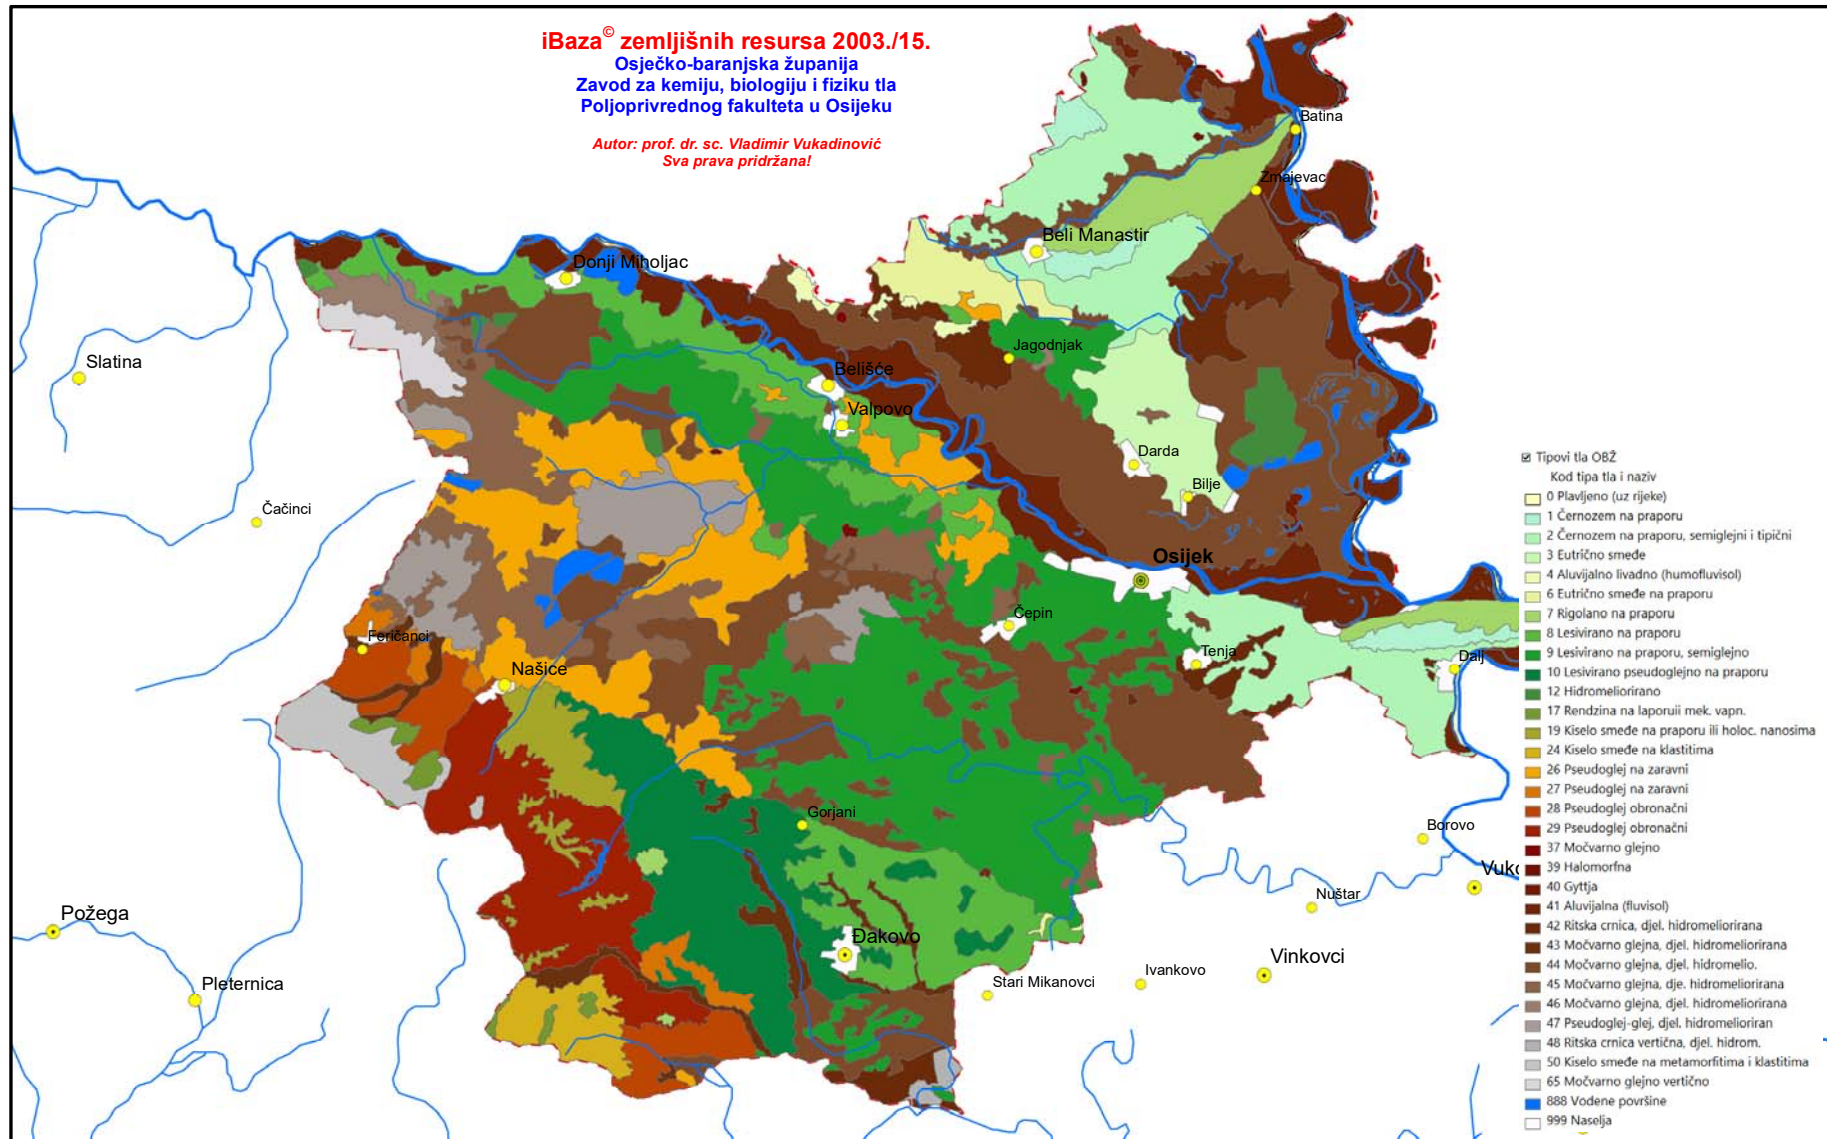 iBaza© zemljišnih resursa 2003./15.
Osječko-baranjska županija
Zavod za kemiju, biologiju i fiziku tla
Poljoprivrednog fakulteta u Osijeku
Autor: prof. dr. sc. Vladimir Vukadinović
Sva prava pridržana!
Batina
Zmajevac
Beli Manastir
Donji Miholjac
Jagodnjak
Slatina
Belišće
Valpovo
Darda
Bilje
Čačinci
Osijek
Čepin
Feričanci
Tenja
Našice
Dalj
Gorjani
Borovo
Vuko
Nuštar
Požega
Đakovo
Vinkovci
Ivankovo
Stari Mikanovci
Pleternica
Tipovi tla OBŽ
Kod tipa tla i naziv
0 Plavljeno (uz rijeke)
1 Černozem na praporu
2 Černozem na praporu, semiglejni i tipični
3 Eutrično smeđe
4 Aluvijalno livadno (humofluvisol)
6 Eutrično smeđe na praporu
7 Rigolano na praporu
8 Lesivirano na praporu
9 Lesivirano na praporu, semiglejno
10 Lesivirano pseudoglejno na praporu
12 Hidromeliorirano
17 Rendzina na laporuii mek. vapn.
19 Kiselo smeđe na praporu ili holoc. nanosima
24 Kiselo smeđe na klastitima
26 Pseudoglej na zaravni
27 Pseudoglej na zaravni
28 Pseudoglej obronačni
29 Pseudoglej obronačni
37 Močvarno glejno
39 Halomorfna
40 Gyttja
41 Aluvijalna (fluvisol)
42 Ritska crnica, djel. hidromeliorirana
43 Močvarno glejna, djel. hidromeliorirana
44 Močvarno glejna, djel. hidromelio.
45 Močvarno glejna, dje. hidromeliorirana
46 Močvarno glejna, djel. hidromeliorirana
47 Pseudoglej-glej, djel. hidromelioriran
48 Ritska crnica vertična, djel. hidrom.
50 Kiselo smeđe na metamorfitima i klastitima
65 Močvarno glejno vertično
888 Vodene površine
999 Naselja